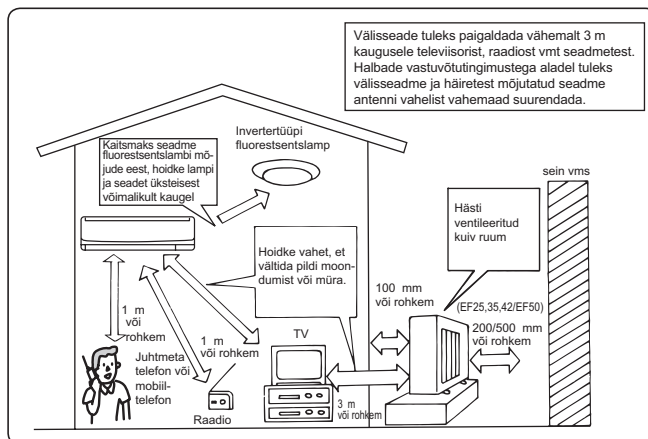 Välisseade tuleks paigaldada vähemalt 3 m
kaugusele televiisorist, raadiost vmt seadmetest.
Halbade vastuvõtutingimustega aladel tuleks
välisseadme ja häiretest mõjutatud seadme
antenni vahelist vahemaad suurendada.
Kaitsmaks seadme
fluorestsentslambi mõ-
jude eest, hoidke lampi
ja seadet üksteisest
võimalikult kaugel
Invertertüüpi
fluorestsentslamp
sein vms
Hästi
ventileeritud
kuiv ruum
Hoidke vahet, et
vältida pildi moon-
dumist või müra.
100 mm
või rohkem
(EF25,35,42/EF50)
200/500 mm
või rohkem
1 m
või
rohkem
Juhtmeta
telefon või
mobiil-
telefon
1 m
või rohkem
Raadio
TV
3 m
või rohkem